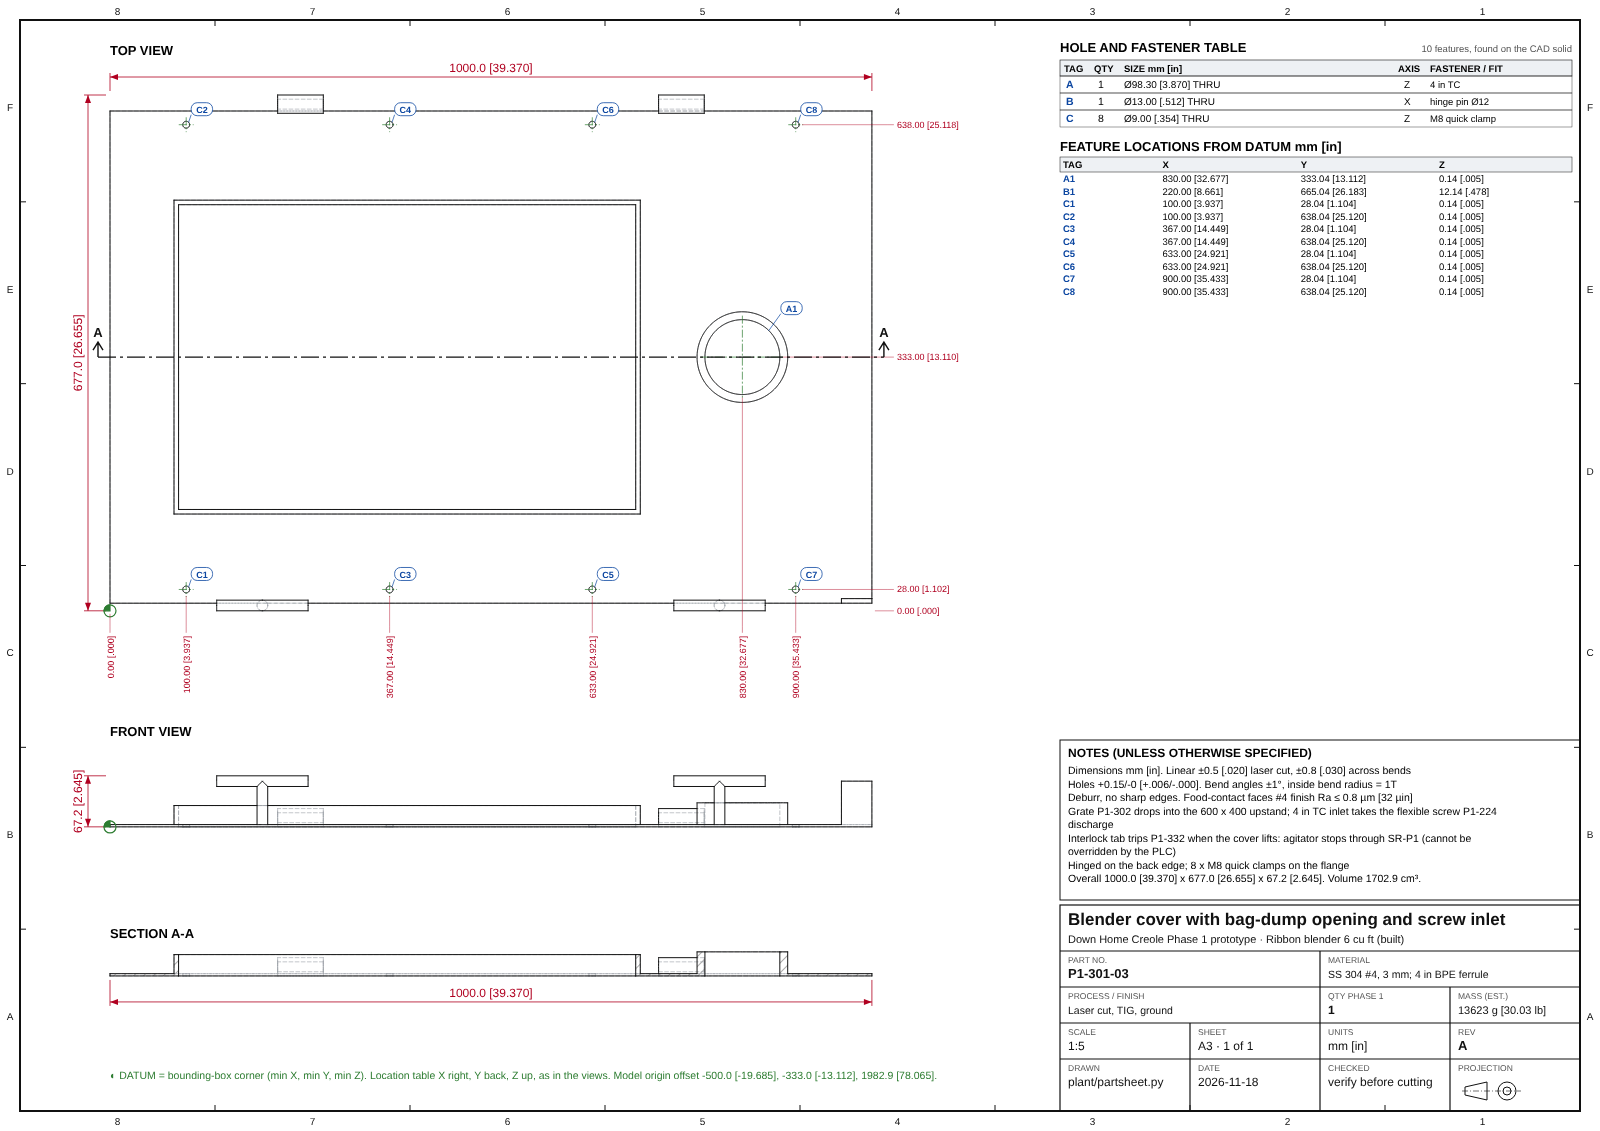 8 7 6 5 4 3 2 1
TOP VIEW
1000.0 [39.370]
677.0 [26.655]
C2
C4
C6
C8
638.00 [25.118]
A1
A
A
333.00 [13.110]
C1
C3
C5
C7
28.00 [1.102]
0.00 [.000]
0.00 [.000]
100.00 [3.937]
367.00 [14.449]
633.00 [24.921]
830.00 [32.677]
900.00 [35.433]
FRONT VIEW
67.2 [2.645]
SECTION A-A
1000.0 [39.370]
DATUM = bounding-box corner (min X, min Y, min Z). Location table X right, Y back, Z up, as in the views. Model origin offset -500.0 [-19.685], -333.0 [-13.112], 1982.9 [78.065].
HOLE AND FASTENER TABLE
10 features, found on the CAD solid
TAG QTY SIZE mm [in] AXIS FASTENER / FIT
A 1 Ø98.30 [3.870] THRU Z 4 in TC
B 1 Ø13.00 [.512] THRU X hinge pin Ø12
C 8 Ø9.00 [.354] THRU Z M8 quick clamp
FEATURE LOCATIONS FROM DATUM mm [in]
TAG X Y Z
A1 830.00 [32.677] 333.04 [13.112] 0.14 [.005]
B1 220.00 [8.661] 665.04 [26.183] 12.14 [.478]
C1 100.00 [3.937] 28.04 [1.104] 0.14 [.005]
C2 100.00 [3.937] 638.04 [25.120] 0.14 [.005]
C3 367.00 [14.449] 28.04 [1.104] 0.14 [.005]
C4 367.00 [14.449] 638.04 [25.120] 0.14 [.005]
C5 633.00 [24.921] 28.04 [1.104] 0.14 [.005]
C6 633.00 [24.921] 638.04 [25.120] 0.14 [.005]
C7 900.00 [35.433] 28.04 [1.104] 0.14 [.005]
C8 900.00 [35.433] 638.04 [25.120] 0.14 [.005]
NOTES (UNLESS OTHERWISE SPECIFIED)
Dimensions mm [in]. Linear ±0.5 [.020] laser cut, ±0.8 [.030] across bends
Holes +0.15/-0 [+.006/-.000]. Bend angles ±1°, inside bend radius = 1T
Deburr, no sharp edges. Food-contact faces #4 finish Ra ≤ 0.8 µm [32 µin]
Grate P1-302 drops into the 600 x 400 upstand; 4 in TC inlet takes the flexible screw P1-224
discharge
Interlock tab trips P1-332 when the cover lifts: agitator stops through SR-P1 (cannot be
overridden by the PLC)
Hinged on the back edge; 8 x M8 quick clamps on the flange
Overall 1000.0 [39.370] x 677.0 [26.655] x 67.2 [2.645]. Volume 1702.9 cm³.
Blender cover with bag-dump opening and screw inlet
Down Home Creole Phase 1 prototype · Ribbon blender 6 cu ft (built)
PART NO.
P1-301-03
MATERIAL
SS 304 #4, 3 mm; 4 in BPE ferrule
PROCESS / FINISH
Laser cut, TIG, ground
QTY PHASE 1
1
MASS (EST.)
13623 g [30.03 lb]
SCALE
1:5
SHEET
A3 · 1 of 1
UNITS
mm [in]
REV
A
DRAWN
plant/partsheet.py
DATE
2026-11-18
CHECKED
verify before cutting
PROJECTION
F
E
D
C
B
A
F
E
D
C
B
A
8 7 6 5 4 3 2 1